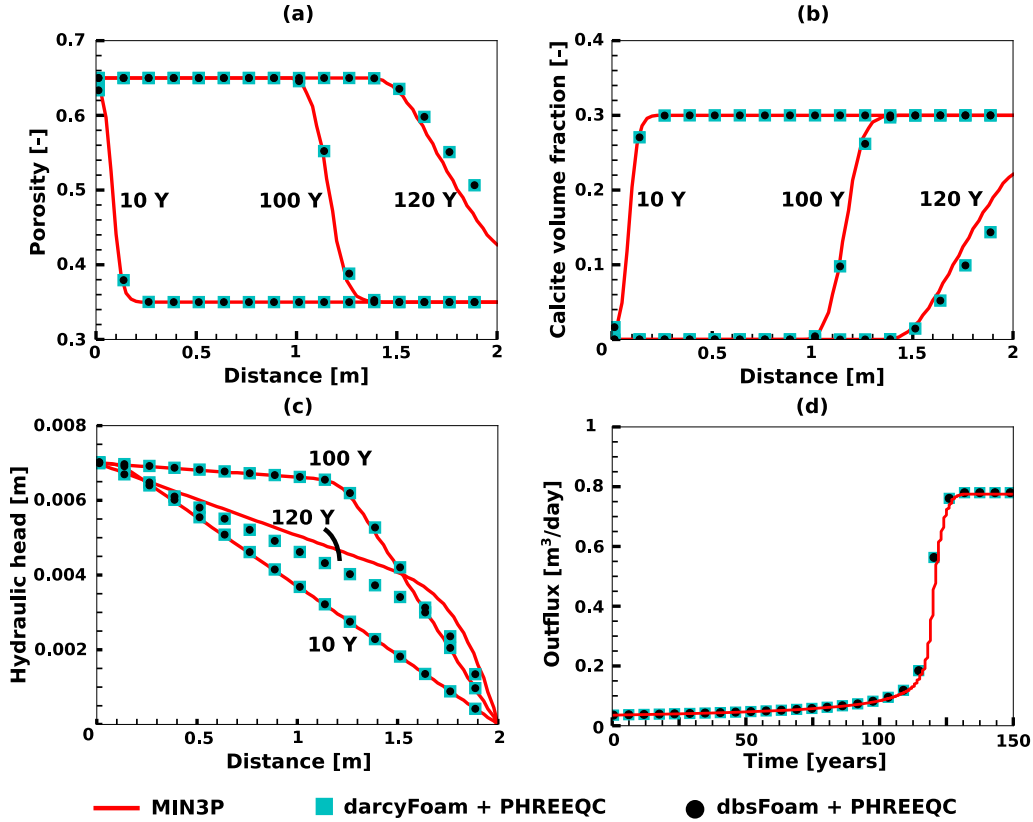 (a)
0.7
0.6
0.5
0.4
0.3
Porosity [-]
10 Y
100 Y
120 Y
0
0.5
1
1.5
2
Distance [m]
(b)
0.4
0.3
0.2
0.1
0
Calcite volume fraction [-]
10 Y
100 Y
120 Y
0.5
1
1.5
2
Distance [m]
(c)
0.008
0.006
0.004
0.002
Hydraulic head [m]
100 Y
120 Y
10 Y
0
0.5
1
1.5
2
Distance [m]
(d)
1
0.8
0.6
0.4
0.2
0
Outflux [m³/day]
0
50
100
150
Time [years]
MIN3P
darcyFoam + PHREEQC
dbsFoam + PHREEQC